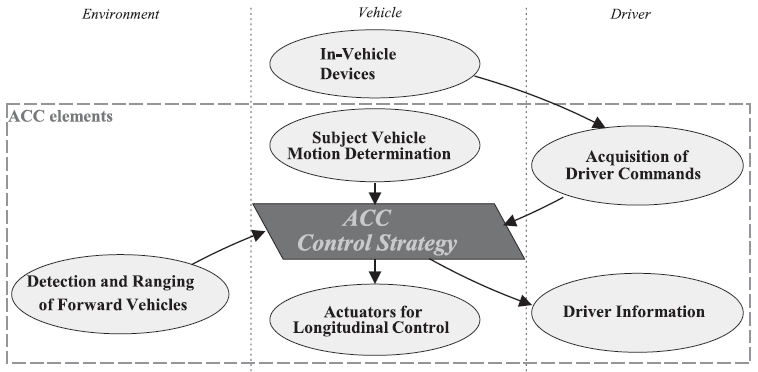 Environment
Vehicle
Driver
In-Vehicle
Devices
ACC elements
Subject Vehicle
Motion Determination
Acquisition of
Driver Commands
ACC
Control Strategy
Detection and Ranging
of Forward Vehicles
Actuators for
Longitudinal Control
Driver Information